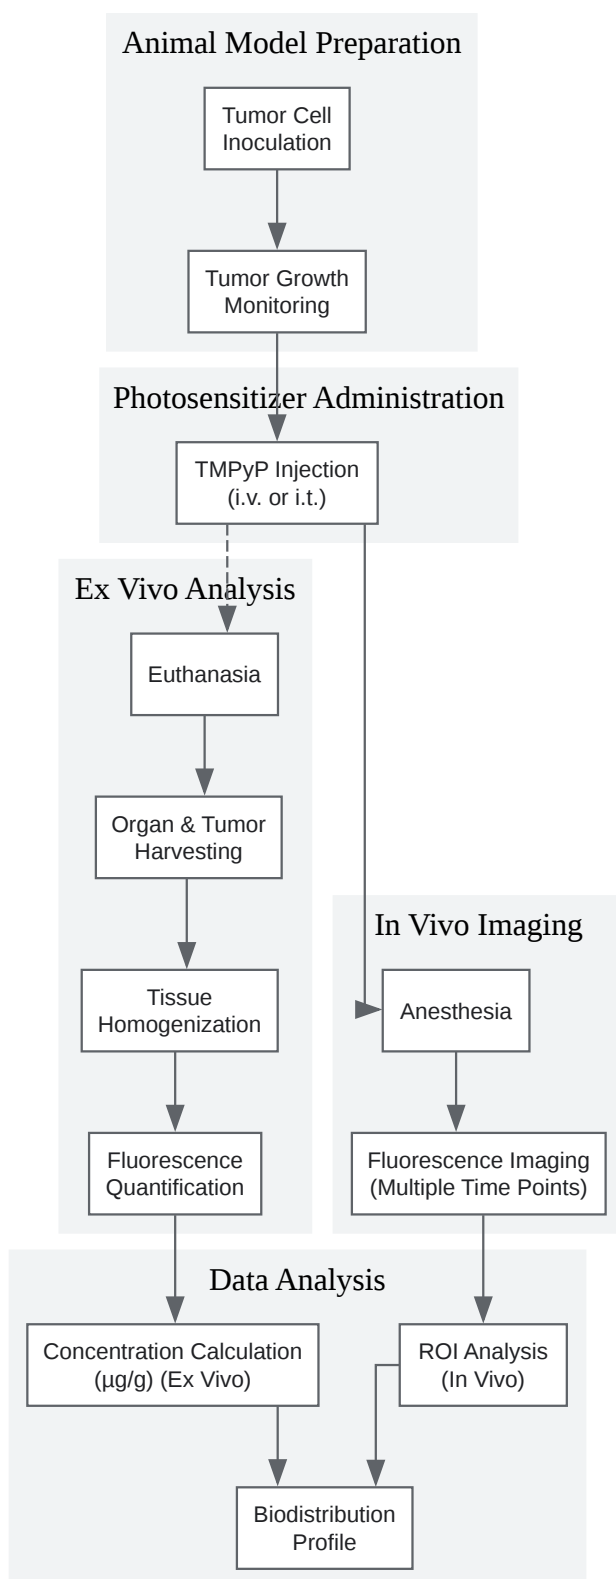 Animal Model Preparation
Tumor Cell
Inoculation
Tumor Growth
Monitoring
Photosensitizer Administration
TMPyP Injection
(i.v. or i.t.)
Ex Vivo Analysis
Euthanasia
Organ & Tumor
Harvesting
Tissue
Homogenization
Fluorescence
Quantification
In Vivo Imaging
Anesthesia
Fluorescence Imaging
(Multiple Time Points)
Data Analysis
Concentration Calculation
(µg/g) (Ex Vivo)
ROI Analysis
(In Vivo)
Biodistribution
Profile